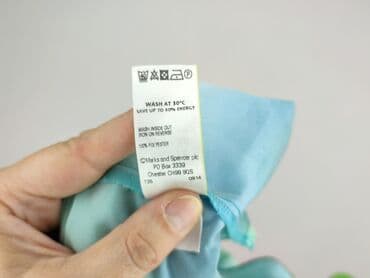 WASH AT 30°C
SAVE UP TO 40% ENERGY
WASH INSIDE OUT
IRON ON REVERSE
100% POLYESTER
©Marks and Spencer plc
PO Box 3339
Chester CH99 9QS